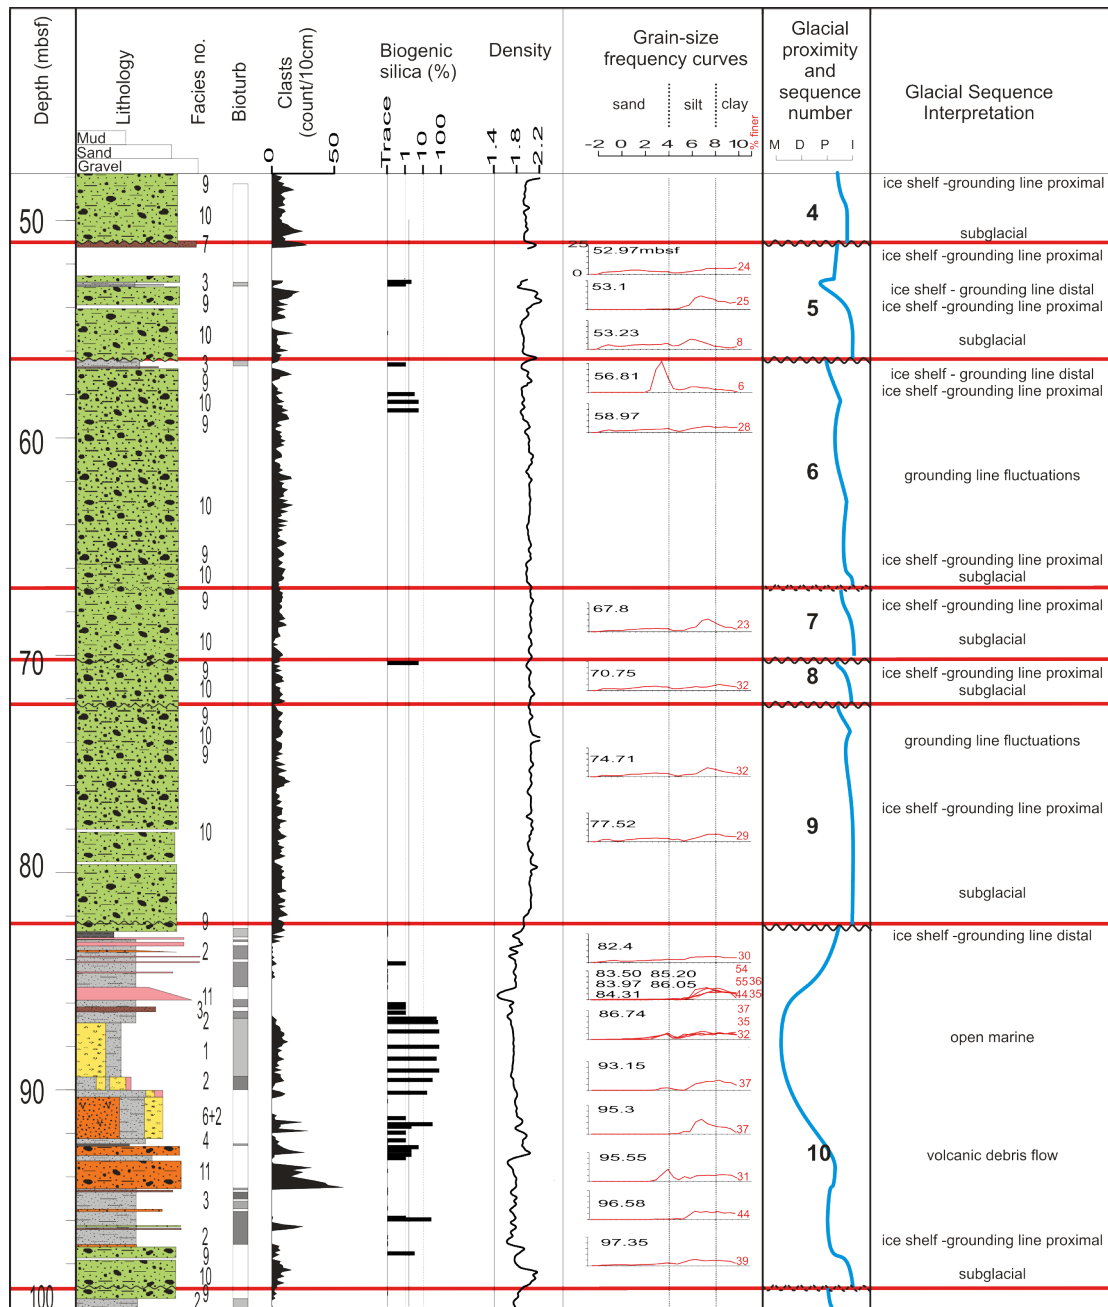 Depth (mbsf)
Lithology
Mud
Sand
Gravel
Facies no.
Bioturb
Clasts
(count/10cm)
0
50
Biogenic
silica (%)
Trace
1
10
100
Density
1.4
1.8
2.2
Grain-size
frequency curves
sand silt clay
-2 0 2 4 6 8 10
% finer
Glacial
proximity
and
sequence
number
M D P I
Glacial Sequence
Interpretation
50
60
70
80
90
100
9
10
7
3
9
10
3
9
10
9
10
9
10
9
10
9
10
9
10
9
10
9
2
11
3
2
1
2
6+2
4
11
3
2
9
10
9
2
25
0
52.97mbsf
24
53.1
25
53.23
8
56.81
6
58.97
28
67.8
23
70.75
32
74.71
32
77.52
29
82.4
30
54
83.50 85.20
5536
83.97 86.05
84.31
4435
37
86.74
35
32
93.15
37
95.3
37
95.55
31
96.58
44
97.35
39
4
5
6
7
8
9
10
ice shelf -grounding line proximal
subglacial
ice shelf -grounding line proximal
ice shelf - grounding line distal
ice shelf -grounding line proximal
subglacial
ice shelf - grounding line distal
ice shelf -grounding line proximal
grounding line fluctuations
ice shelf -grounding line proximal
subglacial
ice shelf -grounding line proximal
subglacial
ice shelf -grounding line proximal
subglacial
grounding line fluctuations
ice shelf -grounding line proximal
subglacial
ice shelf -grounding line distal
open marine
volcanic debris flow
ice shelf -grounding line proximal
subglacial